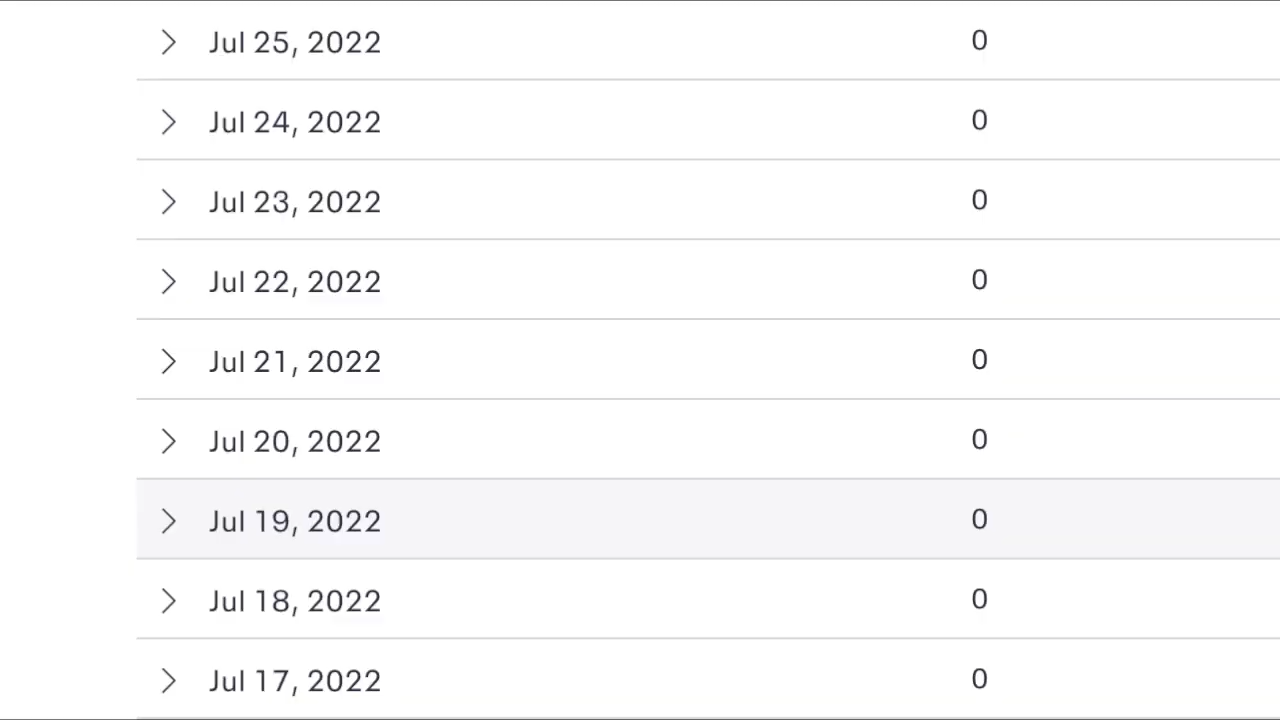 Jul 25, 2022 0
Jul 24, 2022 0
Jul 23, 2022 0
Jul 22, 2022 0
Jul 21, 2022 0
Jul 20, 2022 0
Jul 19, 2022 0
Jul 18, 2022 0
Jul 17, 2022 0